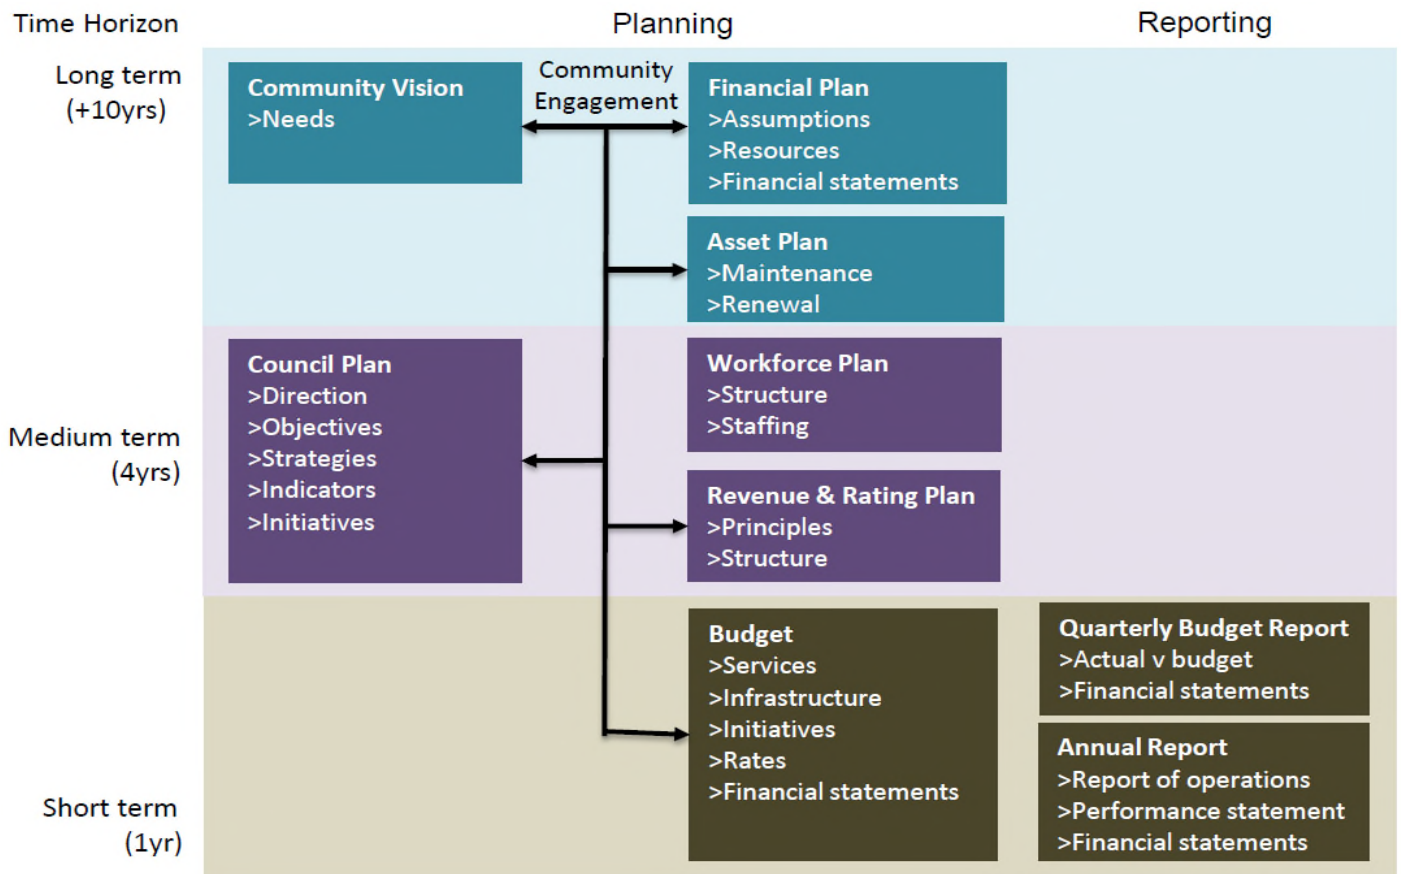 Time Horizon
Planning
Reporting
Long term
(+10yrs)
Community Vision
>Needs
Community
Engagement
Financial Plan
>Assumptions
>Resources
>Financial statements
Asset Plan
>Maintenance
>Renewal
Medium term
(4yrs)
Council Plan
>Direction
>Objectives
>Strategies
>Indicators
>Initiatives
Workforce Plan
>Structure
>Staffing
Revenue & Rating Plan
>Principles
>Structure
Short term
(1yr)
Budget
>Services
>Infrastructure
>Initiatives
>Rates
>Financial statements
Quarterly Budget Report
>Actual v budget
>Financial statements
Annual Report
>Report of operations
>Performance statement
>Financial statements